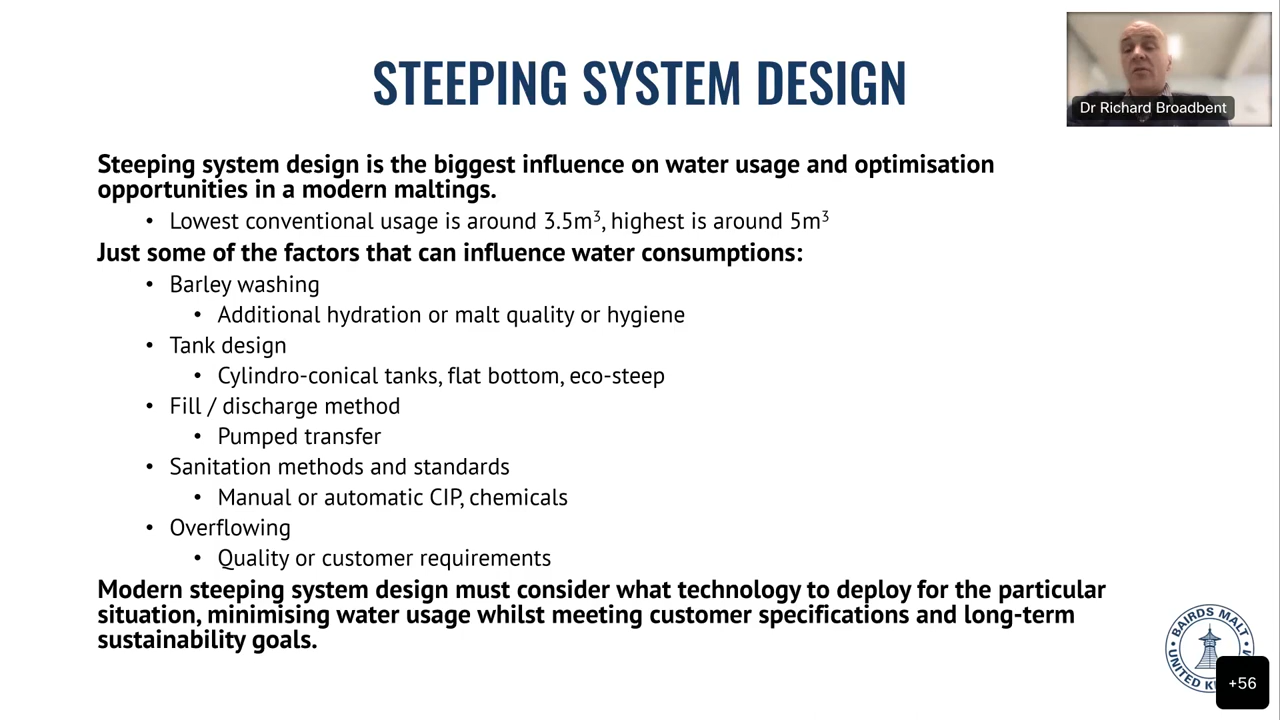 STEEPING SYSTEM DESIGN
Dr Richard Broadbent
Steeping system design is the biggest influence on water usage and optimisation
opportunities in a modern maltings.
• Lowest conventional usage is around 3.5m³, highest is around 5m³
Just some of the factors that can influence water consumptions:
• Barley washing
• Additional hydration or malt quality or hygiene
• Tank design
• Cylindro-conical tanks, flat bottom, eco-steep
• Fill / discharge method
• Pumped transfer
• Sanitation methods and standards
• Manual or automatic CIP, chemicals
• Overflowing
• Quality or customer requirements
Modern steeping system design must consider what technology to deploy for the particular
situation, minimising water usage whilst meeting customer specifications and long-term
sustainability goals.
BAIRDS MALT
UNITED
+56